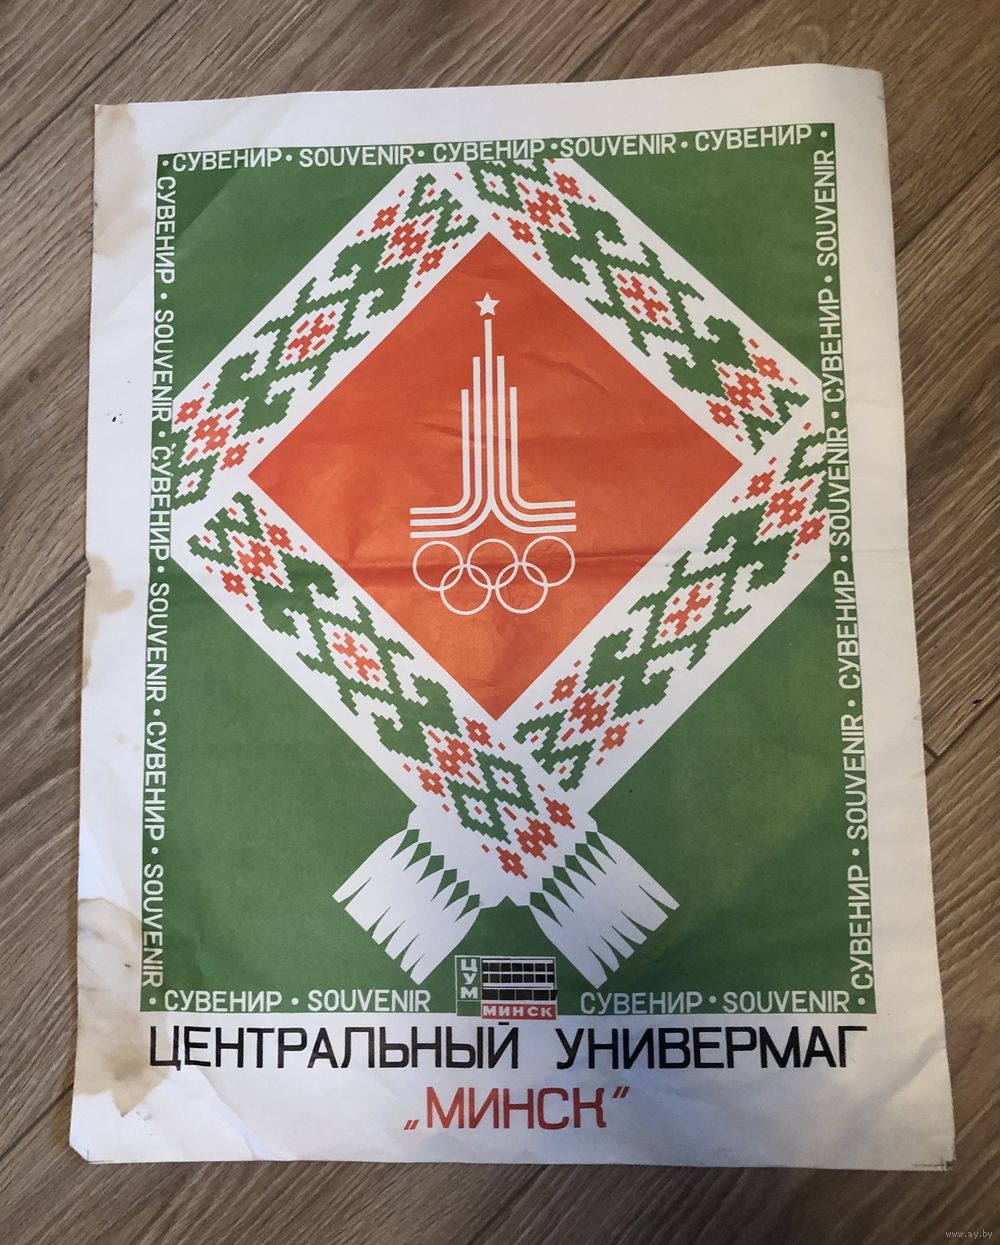 • СУВЕНИР • SOUVENIR • СУВЕНИР • SOUVENIR • СУВЕНИР •
СУВЕНИР • SOUVENIR • СУВЕНИР • SOUVENIR • СУВЕНИР • SOUVENIR
СУВЕНИР • SOUVENIR • СУВЕНИР • SOUVENIR • СУВЕНИР • SOUVENIR
ЦУМ
МИНСК
• СУВЕНИР • SOUVENIR
СУВЕНИР • SOUVENIR •
ЦЕНТРАЛЬНЫЙ УНИВЕРМАГ
„МИНСК”
www.ay.by